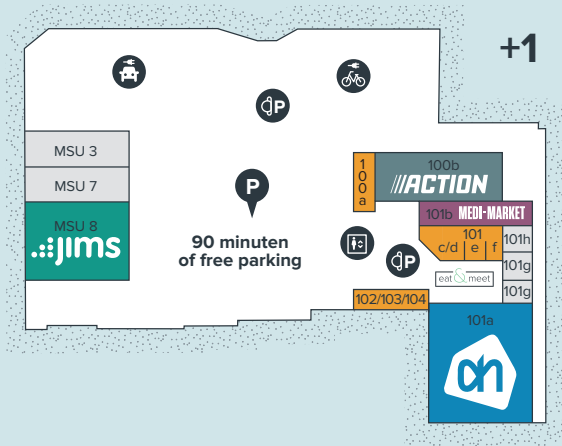 +1
P
MSU 3
MSU 7
MSU 8
jims
P
90 minuten
of free parking
100a
100b
ACTION
101b MEDI-MARKET
101
c/d e f
101h
101g
101g
P
eat & meet
102/103/104
101a
ah